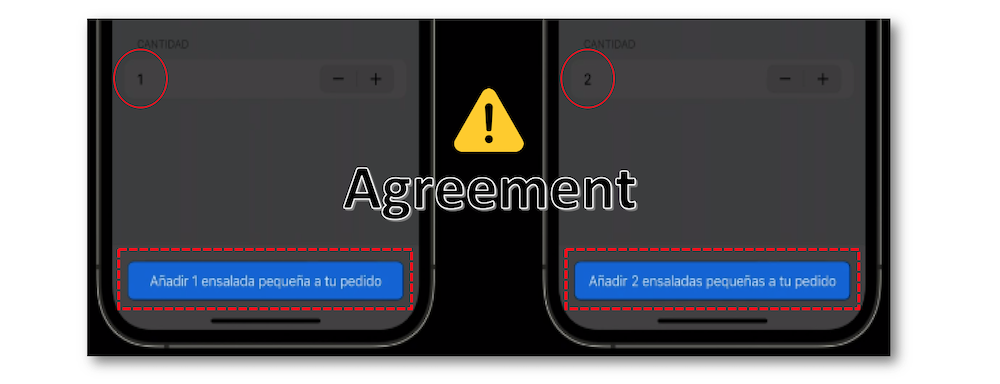 CANTIDAD
1
− +
Añadir 1 ensalada pequeña a tu pedido
Agreement
CANTIDAD
2
− +
Añadir 2 ensaladas pequeñas a tu pedido